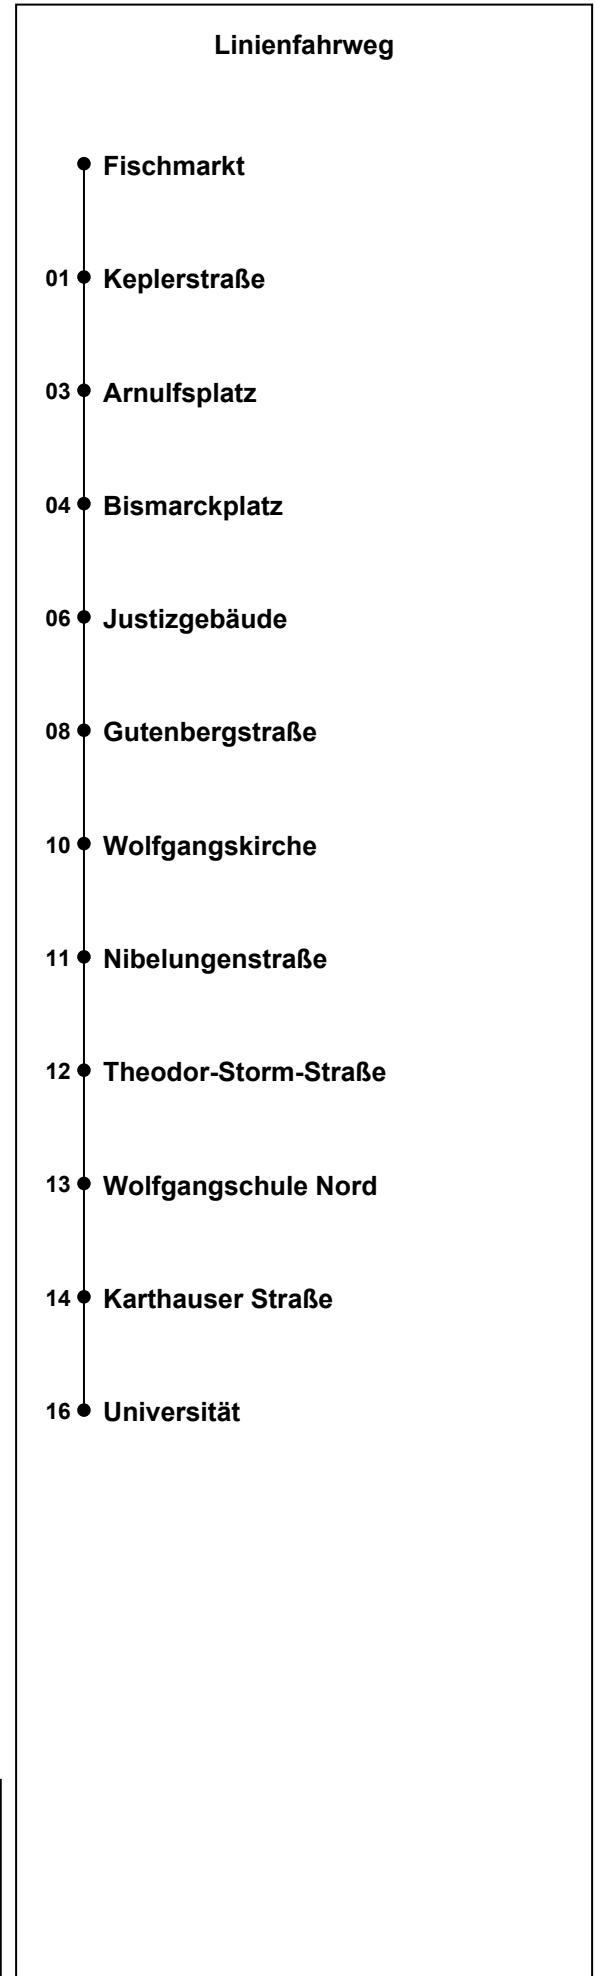 Linienfahrweg
Fischmarkt
01 Keplerstraße
03 Arnulfsplatz
04 Bismarckplatz
06 Justizgebäude
08 Gutenbergstraße
10 Wolfgangskirche
11 Nibelungenstraße
12 Theodor-Storm-Straße
13 Wolfgangschule Nord
14 Karthauser Straße
16 Universität